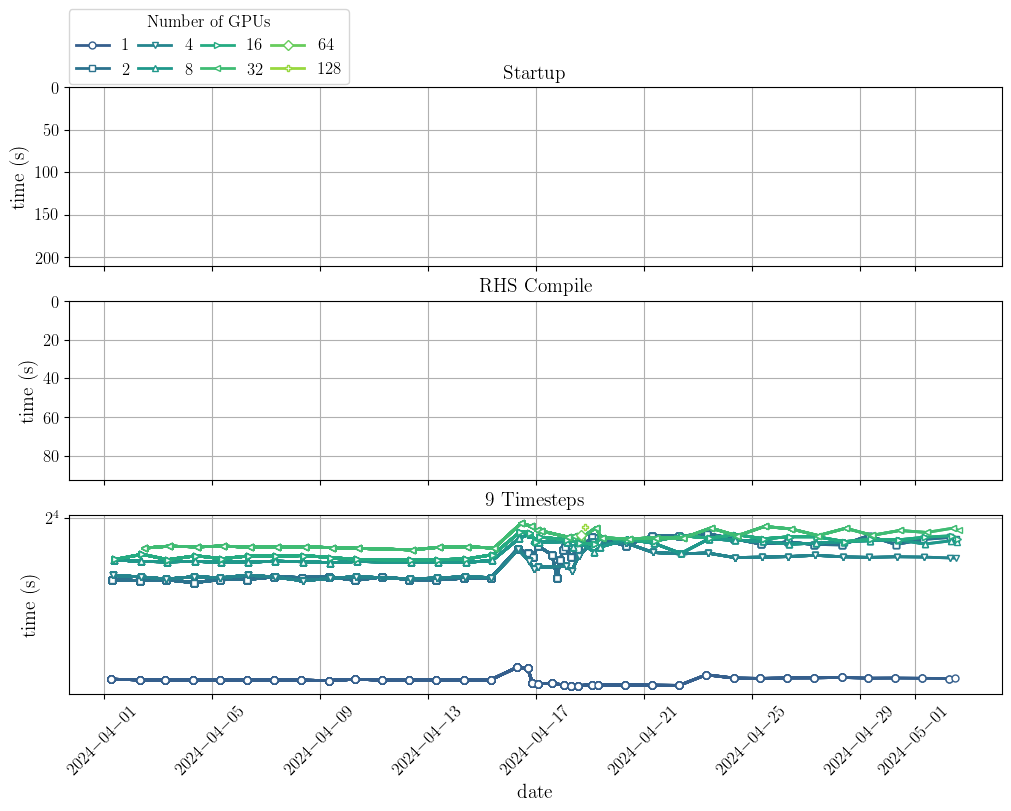 Number of GPUs
1 4 16 64
2 8 32 128
Startup
0
50
100
150
200
time (s)
RHS Compile
0
20
40
60
80
time (s)
9 Timesteps
2^4
time (s)
2024-04-01 2024-04-05 2024-04-09 2024-04-13 2024-04-17 2024-04-21 2024-04-25 2024-04-29 2024-05-01
date